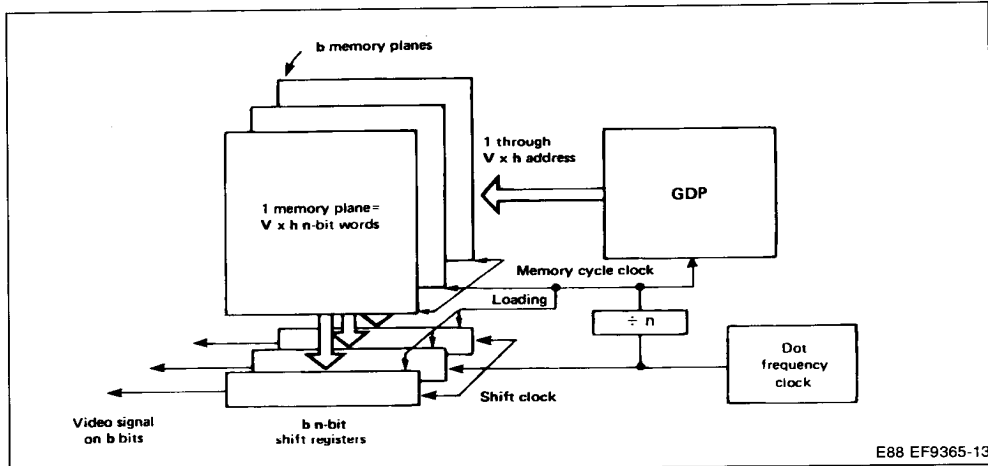 b memory planes
1 through
V x h address
GDP
1 memory plane=
V x h n-bit words
Memory cycle clock
Loading
÷ n
Dot
frequency
clock
Shift clock
Video signal
on b bits
b n-bit
shift registers
E88 EF9365-13